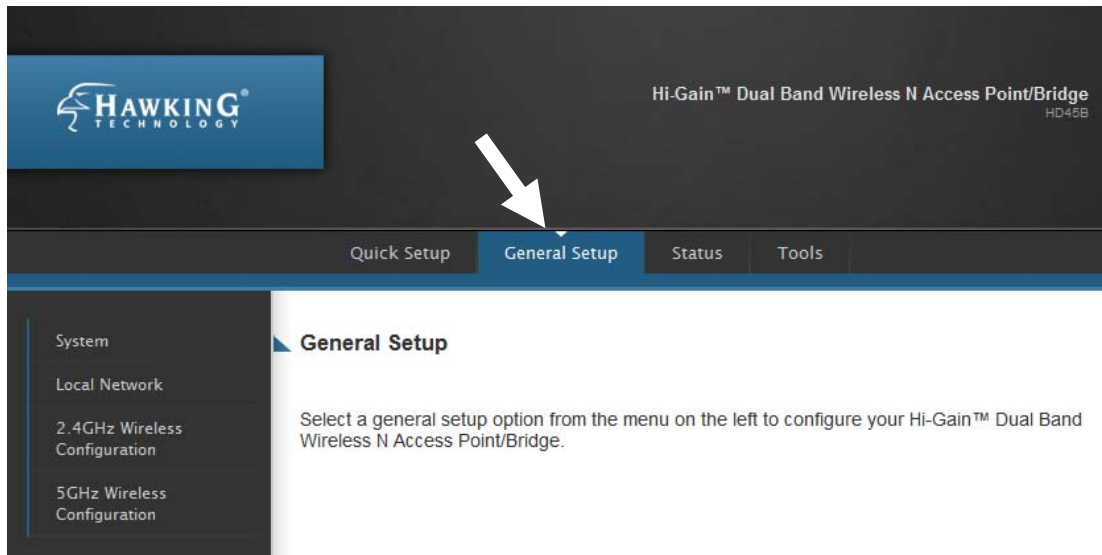 HAWKING®
TECHNOLOGY
Hi-Gain™ Dual Band Wireless N Access Point/Bridge
HD45B
Quick Setup General Setup Status Tools
System
Local Network
2.4GHz Wireless
Configuration
5GHz Wireless
Configuration
General Setup
Select a general setup option from the menu on the left to configure your Hi-Gain™ Dual Band
Wireless N Access Point/Bridge.